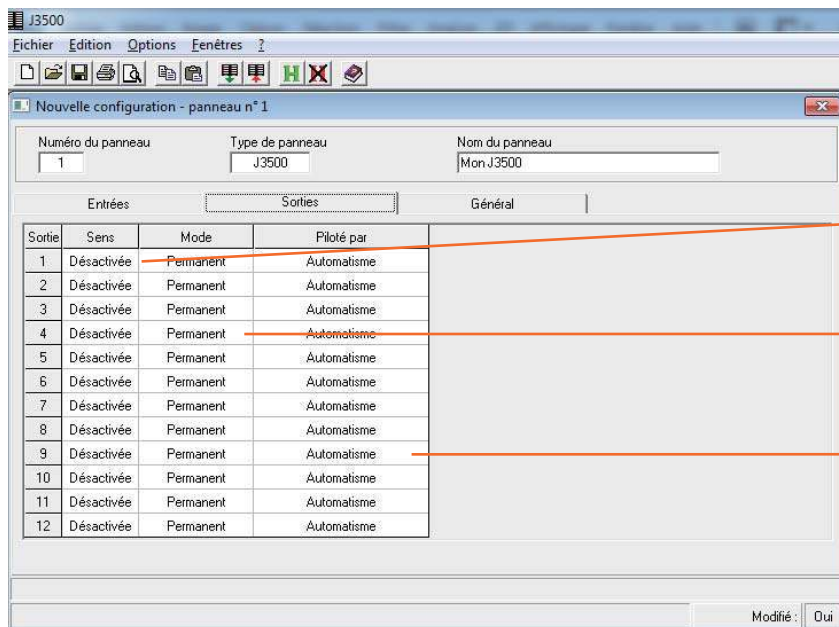 J3500
Fichier Edition Options Fenêtres ?
Nouvelle configuration - panneau n° 1
Numéro du panneau Type de panneau Nom du panneau
1 J3500 Mon J3500
Entrées Sorties Général
Sortie Sens Mode Piloté par
1 Désactivée Permanent Automatisme
2 Désactivée Permanent Automatisme
3 Désactivée Permanent Automatisme
4 Désactivée Permanent Automatisme
5 Désactivée Permanent Automatisme
6 Désactivée Permanent Automatisme
7 Désactivée Permanent Automatisme
8 Désactivée Permanent Automatisme
9 Désactivée Permanent Automatisme
10 Désactivée Permanent Automatisme
11 Désactivée Permanent Automatisme
12 Désactivée Permanent Automatisme
Modifié : Oui